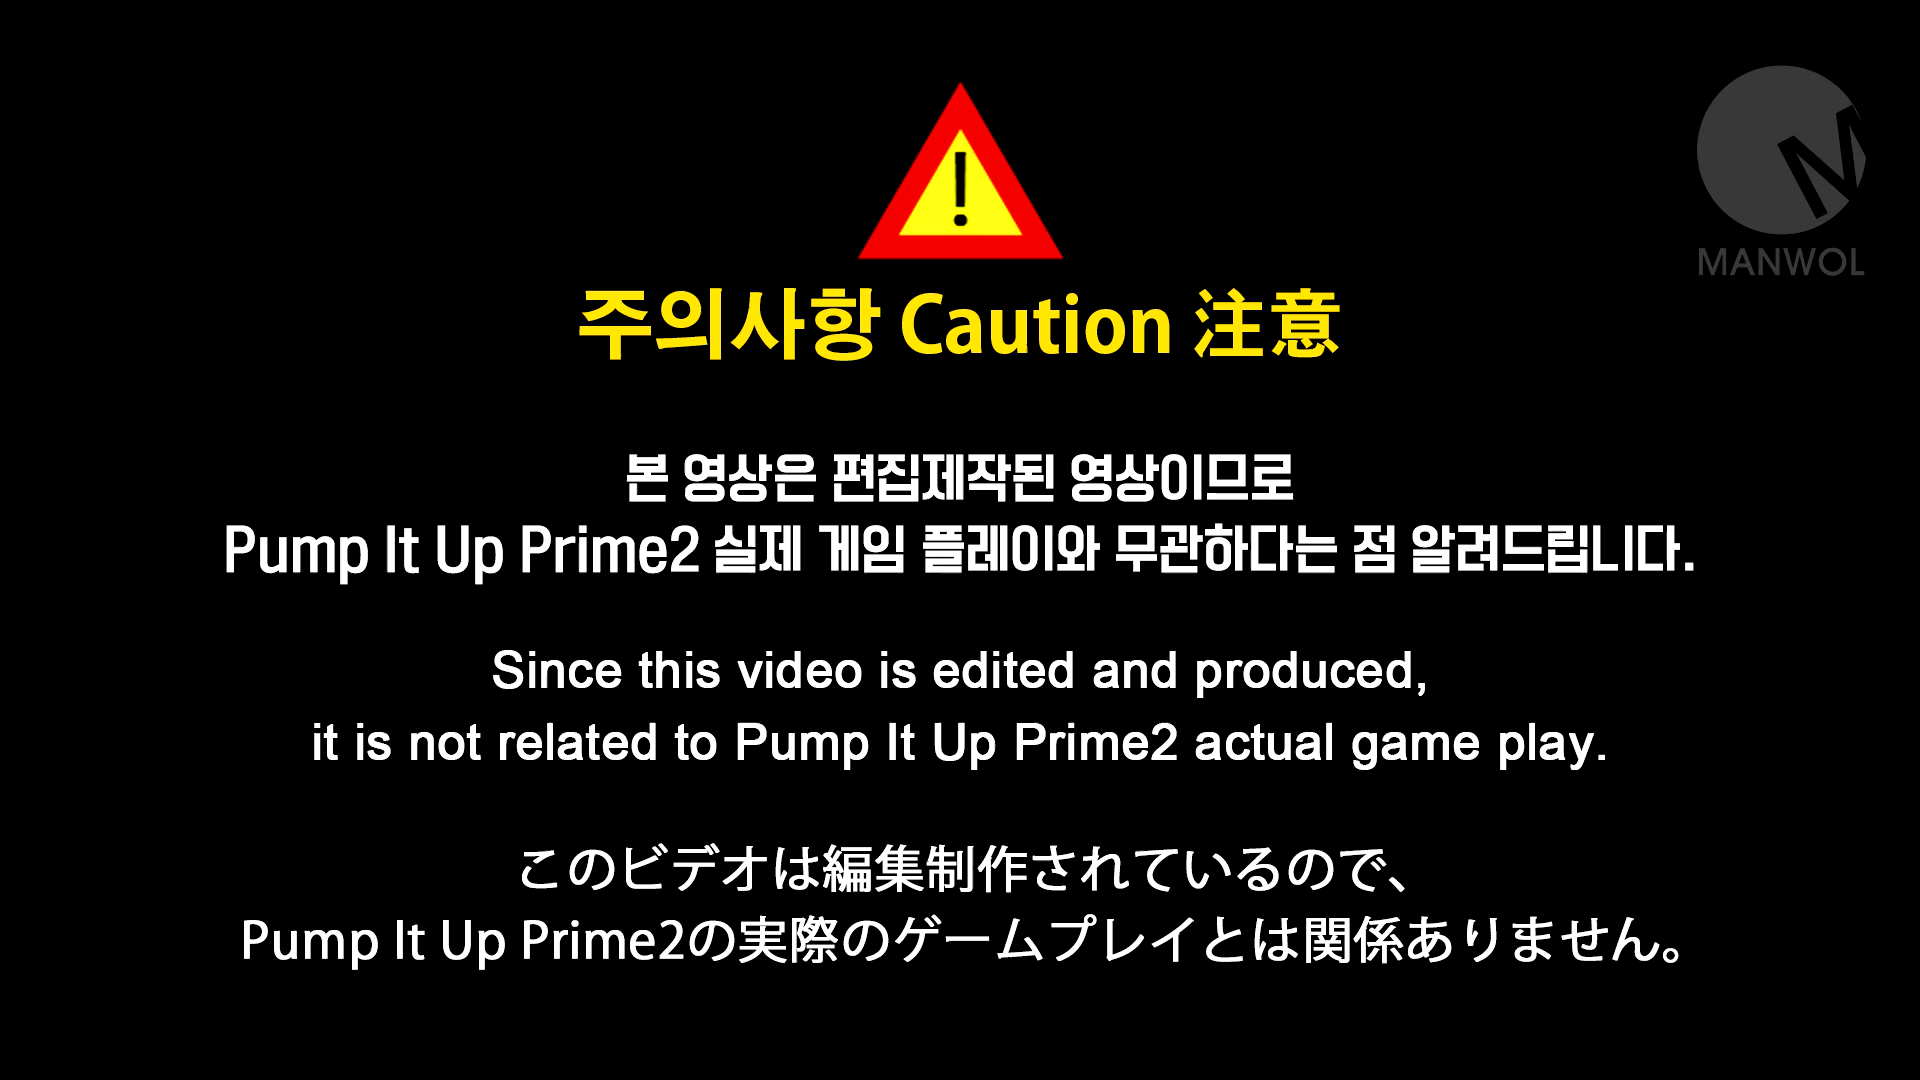 MANWOL
주의사항 Caution 注意
본 영상은 편집제작된 영상이므로
Pump It Up Prime2 실제 게임 플레이와 무관하다는 점 알려드립니다.
Since this video is edited and produced,
it is not related to Pump It Up Prime2 actual game play.
このビデオは編集制作されているので、
Pump It Up Prime2の実際のゲームプレイとは関係ありません。